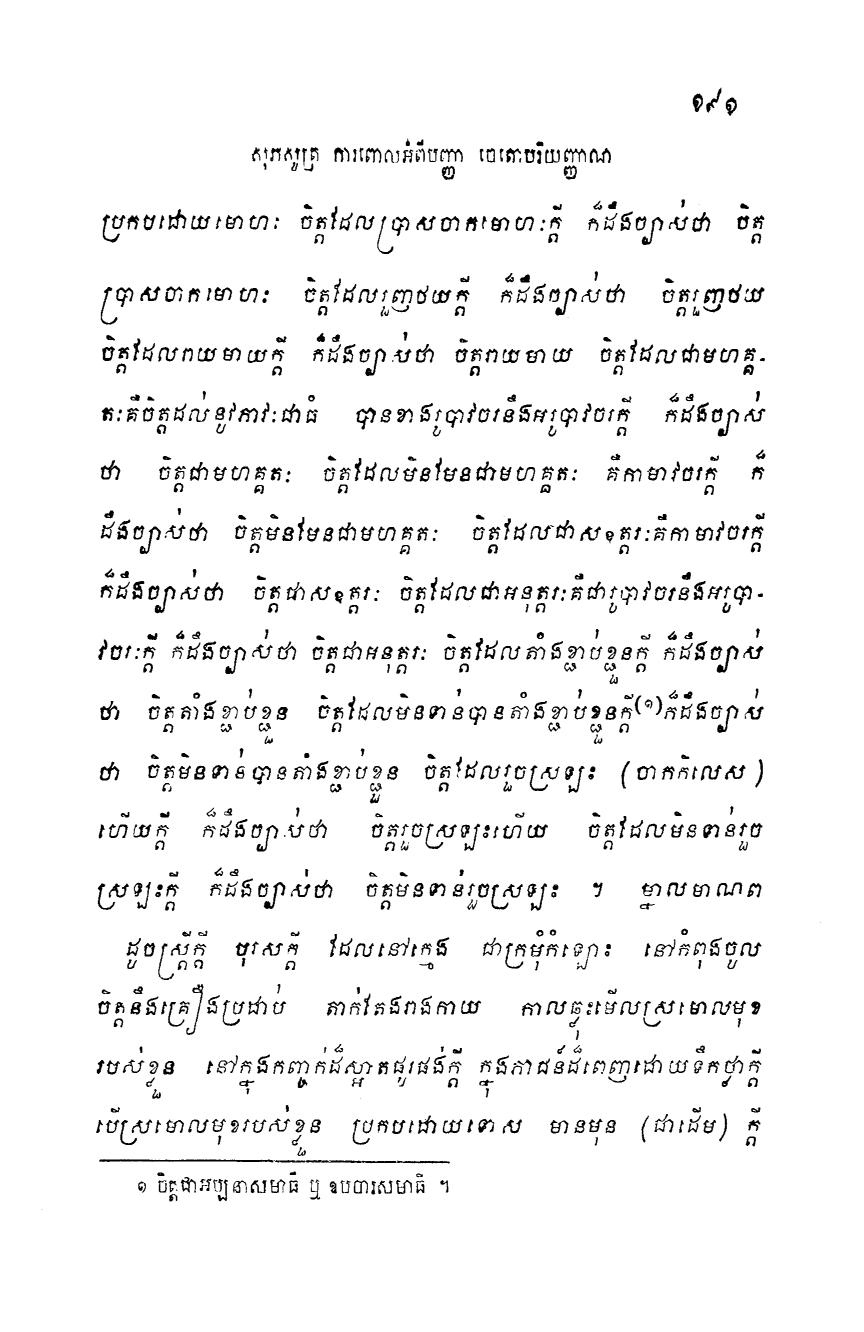 ១៩១
សុភសូត្រ ការពោលអំពីបញ្ញា ចេតោបរិយញ្ញាណ
ប្រកបដោយមោហៈ ចិត្តដែលប្រាសចាកមោហៈក្តី ក៏ដឹងច្បាស់ថា ចិត្ត
ប្រាសចាកមោហៈ ចិត្តដែលរួញថយក្តី ក៏ដឹងច្បាស់ថា ចិត្តរួញថយ
ចិត្តដែលរាយមាយក្តី ក៏ដឹងច្បាស់ថា ចិត្តរាយមាយ ចិត្តដែលជាមហគ្គ-
តៈគឺចិត្តដល់នូវភាវៈជាធំ បានខាងរូបាវចរនឹងអរូបាវចរក្តី ក៏ដឹងច្បាស់
ថា ចិត្តជាមហគ្គតៈ ចិត្តដែលមិនមែនជាមហគ្គតៈ គឺកាមាវចរក្តី ក៏
ដឹងច្បាស់ថា ចិត្តមិនមែនជាមហគ្គតៈ ចិត្តដែលជាសឧត្តរៈគឺកាមាវចរក្តី
ក៏ដឹងច្បាស់ថា ចិត្តជាសឧត្តរៈ ចិត្តដែលជាអនុត្តរៈគឺជារូបាវចរនឹងអរូបា-
វចរៈក្តី ក៏ដឹងច្បាស់ថា ចិត្តជាអនុត្តរៈ ចិត្តដែលតាំងខ្ជាប់ខ្ជួនក្តី ក៏ដឹងច្បាស់
ថា ចិត្តតាំងខ្ជាប់ខ្ជួន ចិត្តដែលមិនទាន់បានតាំងខ្ជាប់ខ្ជួនក្តី(១)ក៏ដឹងច្បាស់
ថា ចិត្តមិនទាន់បានតាំងខ្ជាប់ខ្ជួន ចិត្តដែលរួចស្រឡះ (ចាកកិលេស)
ហើយក្តី ក៏ដឹងច្បាស់ថា ចិត្តរួចស្រឡះហើយ ចិត្តដែលមិនទាន់រួច
ស្រឡះក្តី ក៏ដឹងច្បាស់ថា ចិត្តមិនទាន់រួចស្រឡះ ។ ម្នាលមាណព
ដូចស្ត្រីក្តី បុរសក្តី ដែលនៅក្មេង ជាក្រមុំកំឡោះ នៅកំពុងចូល
ចិត្តនឹងគ្រឿងប្រដាប់ តាក់តែងរាងកាយ កាលឆ្លុះមើលស្រមោលមុខ
របស់ខ្លួន នៅក្នុងកញ្ចក់ដ៏ស្អាតផូរផង់ក្តី ក្នុងភាជន៍ដ៏ពេញដោយទឹកថ្លាក្តី
បើស្រមោលមុខរបស់ខ្លួន ប្រកបដោយទោស មានមុន (ជាដើម) ក្តី
១ ចិត្តជាអប្បនាសមាធិ ឬ ឧបចារសមាធិ ។